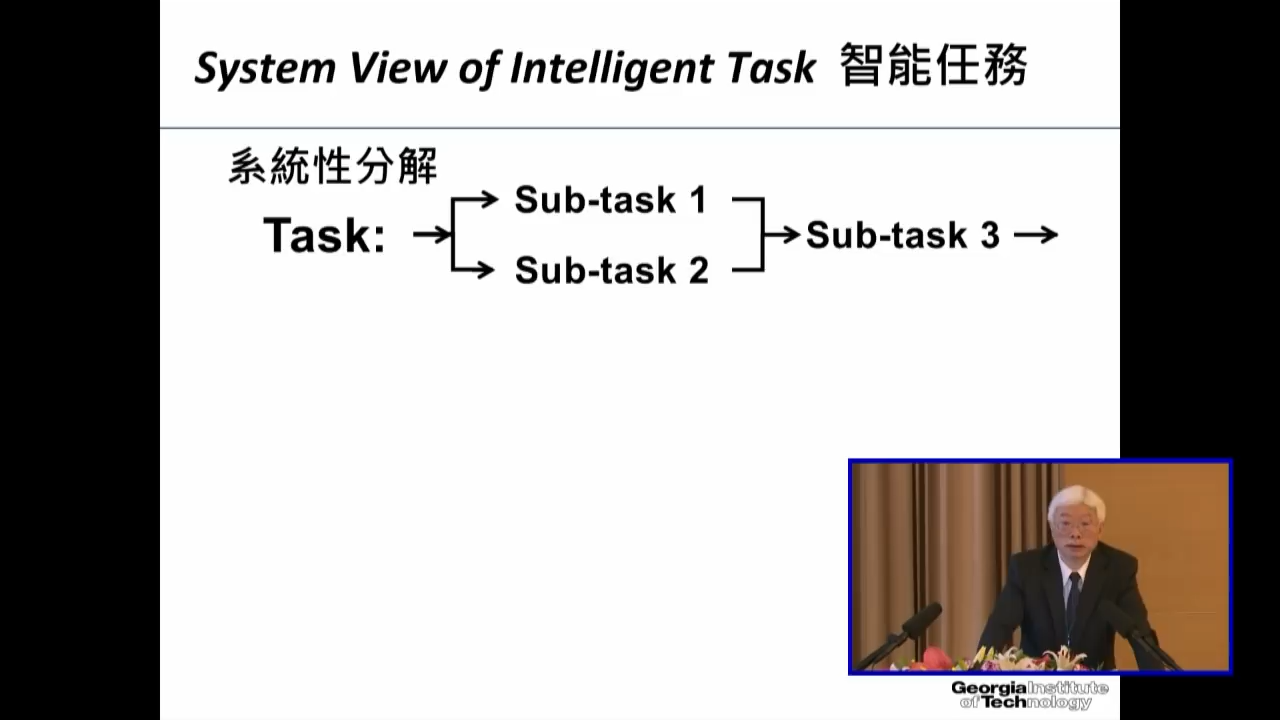 System View of Intelligent Task 智能任務
系統性分解
Task:
Sub-task 1
Sub-task 2
Sub-task 3
Georgia Institute
of Technology